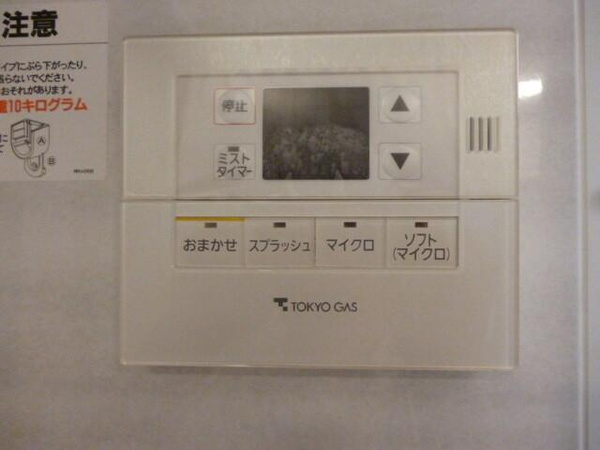 注意
イプにぶら下がったり、
張らないでください。
おそれがあります。
重10キログラム
停止
▲
ミスト
タイマー
▼
おまかせ
スプラッシュ
マイクロ
ソフト
(マイクロ)
TOKYO GAS